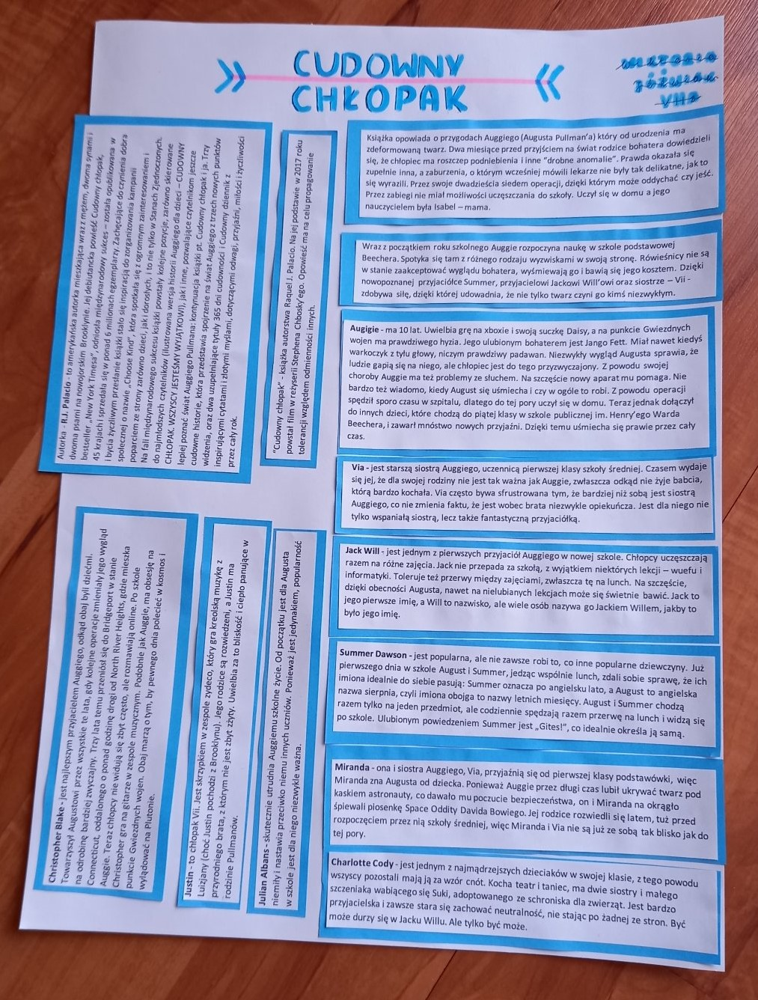 CUDOWNY
CHŁOPAK
VII
Autorka - R.J. Palacio - to amerykańska autorka mieszkająca wraz z mężem, dwoma synami i
dwoma psami na nowojorskim Brooklynie. Jej debiutancka powieść Cudowny chłopak,
bestseller „New York Timesa”, odniosła międzynarodowy sukces – została opublikowana w
45 krajach i sprzedała się w ponad 6 milionach egzemplarzy. Zachęcające do czynienia dobra
i bycia życzliwym przesłanie książki stało się inspiracją do zorganizowania kampanii
społecznej o nazwie „Choose Kind”, która spotkała się z ogromnym zainteresowaniem i
poparciem ze strony zarówno dzieci, jak i dorosłych, i to nie tylko w Stanach Zjednoczonych.
Na fali międzynarodowego sukcesu książki powstały kolejne pozycje, zarówno skierowane
do najmłodszych czytelników (ilustrowana wersja historii Auggiego dla dzieci – CUDOWNY
CHŁOPAK. WSZYSCY JESTEŚMY WYJĄTKOWI), jak i inne, pozwalające czytelnikom jeszcze
lepiej poznać świat Auggiego Pullmana: kontynuacja książki pt. Cudowny chłopak i ja. Trzy
cudowne historie, która przedstawia spojrzenie na świat Auggiego z trzech nowych punktów
widzenia, oraz dwa uzupełniające tytuły 365 dni cudowności i Cudowny dziennik z
inspirującymi cytatami i złotymi myślami, dotyczącymi odwagi, przyjaźni, miłości i życzliwości
przez cały rok.
“Cudowny chłopak” - książka autorstwa Raquel J. Palacio. Na jej podstawie w 2017 roku
powstał film w reżyserii Stephena Chbosky'ego. Opowieść ma na celu propagowanie
tolerancji względem odmienności innych.
Książka opowiada o przygodach Auggiego (Augusta Pullman'a) który od urodzenia ma
zdeformowaną twarz. Dwa miesiące przed przyjściem na świat rodzice bohatera dowiedzieli
się, że chłopiec ma roszczep podniebienia i inne “drobne anomalie”. Prawda okazała się
zupełnie inna, a zaburzenia, o którym wcześniej mówili lekarze nie były tak delikatne, jak to
się wyrazili. Przez swoje dwadzieścia siedem operacji, dzięki którym może oddychać czy jeść.
Przez zabiegi nie miał możliwości uczęszczania do szkoły. Uczył się w domu a jego
nauczycielem była Isabel – mama.
Wraz z początkiem roku szkolnego Auggie rozpoczyna naukę w szkole podstawowej
Beechera. Spotyka się tam z różnego rodzaju wyzwiskami w swoją stronę. Rówieśnicy nie są
w stanie zaakceptować wyglądu bohatera, wyśmiewają go i bawią się jego kosztem. Dzięki
nowopoznanej przyjaciółce Summer, przyjacielowi Jackowi Will'owi oraz siostrze – Vii -
zdobywa siłę, dzięki której udowadnia, że nie tylko twarz czyni go kimś niezwykłym.
Augigie - ma 10 lat. Uwielbia grę na xboxie i swoją suczkę Daisy, a na punkcie Gwiezdnych
wojen ma prawdziwego hyzia. Jego ulubionym bohaterem jest Jango Fett. Miał nawet kiedyś
warkoczyk z tyłu głowy, niczym prawdziwy padawan. Niezwykły wygląd Augusta sprawia, że
ludzie gapią się na niego, ale chłopiec jest do tego przyzwyczajony. Z powodu swojej
choroby Auggie ma też problemy ze słuchem. Na szczęście nowy aparat mu pomaga. Nie
bardzo też wiadomo, kiedy August się uśmiecha i czy w ogóle to robi. Z powodu operacji
spędził sporo czasu w szpitalu, dlatego do tej pory uczył się w domu. Teraz jednak dołączył
do innych dzieci, które chodzą do piątej klasy w szkole publicznej im. Henry'ego Warda
Beechera, i zawarł mnóstwo nowych przyjaźni. Dzięki temu uśmiecha się prawie przez cały
czas.
Via - jest starszą siostrą Auggiego, uczennicą pierwszej klasy szkoły średniej. Czasem wydaje
się jej, że dla swojej rodziny nie jest tak ważna jak Auggie, zwłaszcza odkąd nie żyje babcia,
którą bardzo kochała. Via często bywa sfrustrowana tym, że bardziej niż sobą jest siostrą
Auggiego, co nie zmienia faktu, że jest wobec brata niezwykle opiekuńcza. Jest dla niego nie
tylko wspaniałą siostrą, lecz także fantastyczną przyjaciółką.
Jack Will - jest jednym z pierwszych przyjaciół Auggiego w nowej szkole. Chłopcy uczęszczają
razem na różne zajęcia. Jack nie przepada za szkołą, z wyjątkiem niektórych lekcji – wuefu i
informatyki. Toleruje też przerwy między zajęciami, zwłaszcza tę na lunch. Na szczęście,
dzięki obecności Augusta, nawet na nielubianych lekcjach może się świetnie bawić. Jack to
jego pierwsze imię, a Will to nazwisko, ale wiele osób nazywa go Jackiem Willem, jakby to
było jego imię.
Summer Dawson - jest popularna, ale nie zawsze robi to, co inne popularne dziewczyny. Już
pierwszego dnia w szkole August i Summer, jedząc wspólnie lunch, zdali sobie sprawę, że ich
imiona idealnie do siebie pasują: Summer oznacza po angielsku lato, a August to angielska
nazwa sierpnia, czyli imiona obojga to nazwy letnich miesięcy. August i Summer chodzą
razem tylko na jeden przedmiot, ale codziennie spędzają razem przerwę na lunch i widzą się
po szkole. Ulubionym powiedzeniem Summer jest „Gites!”, co idealnie określa ją samą.
Miranda - ona i siostra Auggiego, Via, przyjaźnią się od pierwszej klasy podstawówki, więc
Miranda zna Augusta od dziecka. Ponieważ Auggie przez długi czas lubił ukrywać twarz pod
kaskiem astronauty, co dawało mu poczucie bezpieczeństwa, on i Miranda na okrągło
śpiewali piosenkę Space Oddity Davida Bowiego. Jej rodzice rozwiedli się latem, tuż przed
rozpoczęciem przez nią szkoły średniej, więc Miranda i Via nie są już ze sobą tak blisko jak do
tej pory.
Charlotte Cody - jest jednym z najmądrzejszych dzieciaków w swojej klasie, z tego powodu
wszyscy pozostali mają ją za wzór cnót. Kocha teatr i taniec, ma dwie siostry i małego
szczeniaka wabiącego się Suki, adoptowanego ze schroniska dla zwierząt. Jest bardzo
przyjacielska i zawsze stara się zachować neutralność, nie stając po żadnej ze stron. Być
może durzy się w Jacku Willu. Ale tylko być może.
Christopher Blake - jest najlepszym przyjacielem Auggiego, odkąd obaj byli dziećmi.
Towarzyszył Augustowi przez wszystkie te lata, gdy kolejne operacje zmieniały jego wygląd
na odrobinę bardziej zwyczajny. Trzy lata temu przeniósł się do Bridgeport w stanie
Connecticut, oddalonego o ponad godzinę drogi od North River Heights, gdzie mieszka
Auggie. Teraz chłopcy nie widują się zbyt często, ale rozmawiają online. Po szkole
Christopher gra na gitarze w zespole muzycznym. Podobnie jak Auggie, ma obsesję na
punkcie Gwiezdnych wojen. Obaj marzą o tym, by pewnego dnia polecieć w kosmos i
wylądować na Plutonie.
Justin - to chłopak Vii. Jest skrzypkiem w zespole zydeco, który gra kreolską muzykę z
Luizjany (choć Justin pochodzi z Brooklynu). Jego rodzice są rozwiedzeni, a Justin ma
przyrodniego brata, z którym nie jest zbyt zżyty. Uwielbia za to bliskość i ciepło panujące w
rodzinie Pullmanów.
Julian Albans - skutecznie utrudnia Auggiemu szkolne życie. Od początku jest dla Augusta
niemiły i nastawia przeciwko niemu innych uczniów. Ponieważ jest jedynakiem, popularność
w szkole jest dla niego niezwykle ważna.